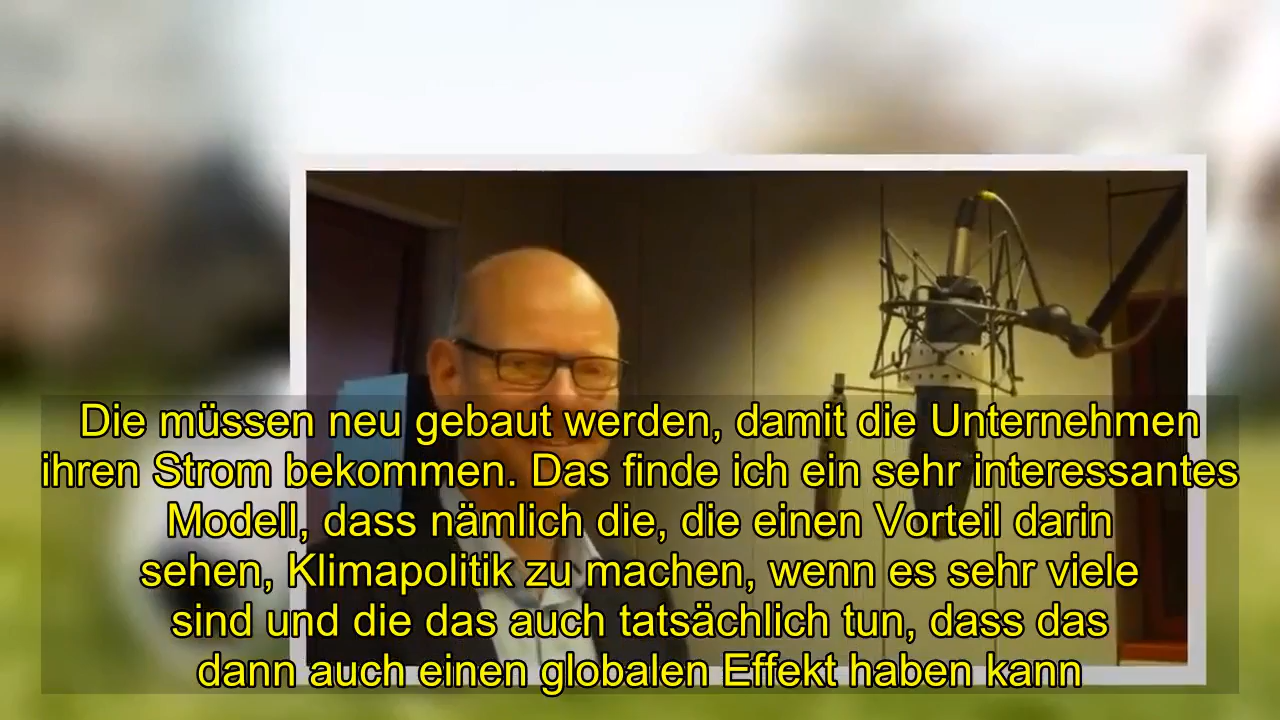 Die müssen neu gebaut werden, damit die Unternehmen
ihren Strom bekommen. Das finde ich ein sehr interessantes
Modell, dass nämlich die, die einen Vorteil darin
sehen, Klimapolitik zu machen, wenn es sehr viele
sind und die das auch tatsächlich tun, dass das
dann auch einen globalen Effekt haben kann